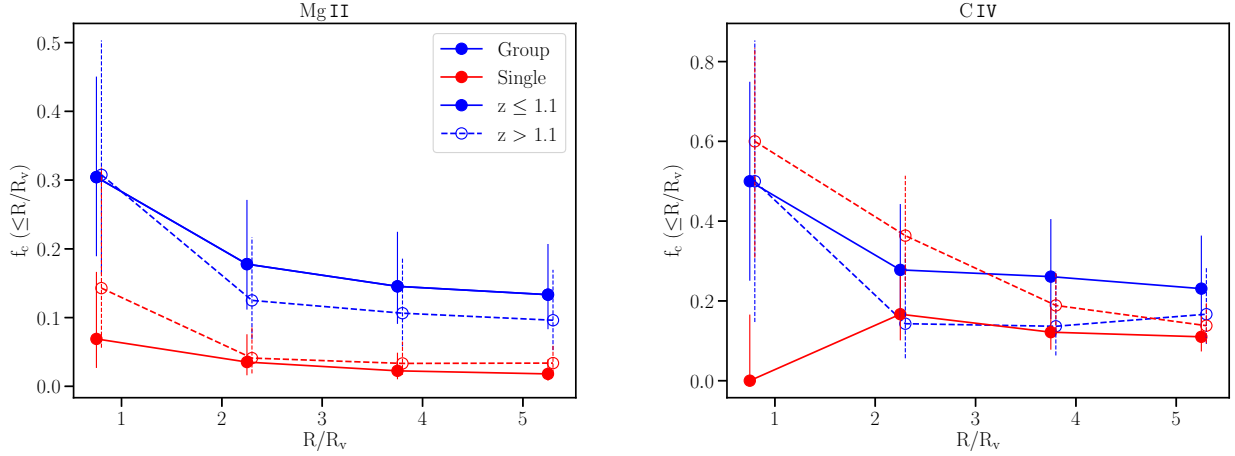 Mg II
0.5
0.4
0.3
0.2
0.1
0.0
f_c (≤R/R_v)
1 2 3 4 5
R/R_v
Group
Single
z ≤ 1.1
z > 1.1
C IV
0.8
0.6
0.4
0.2
0.0
f_c (≤R/R_v)
1 2 3 4 5
R/R_v